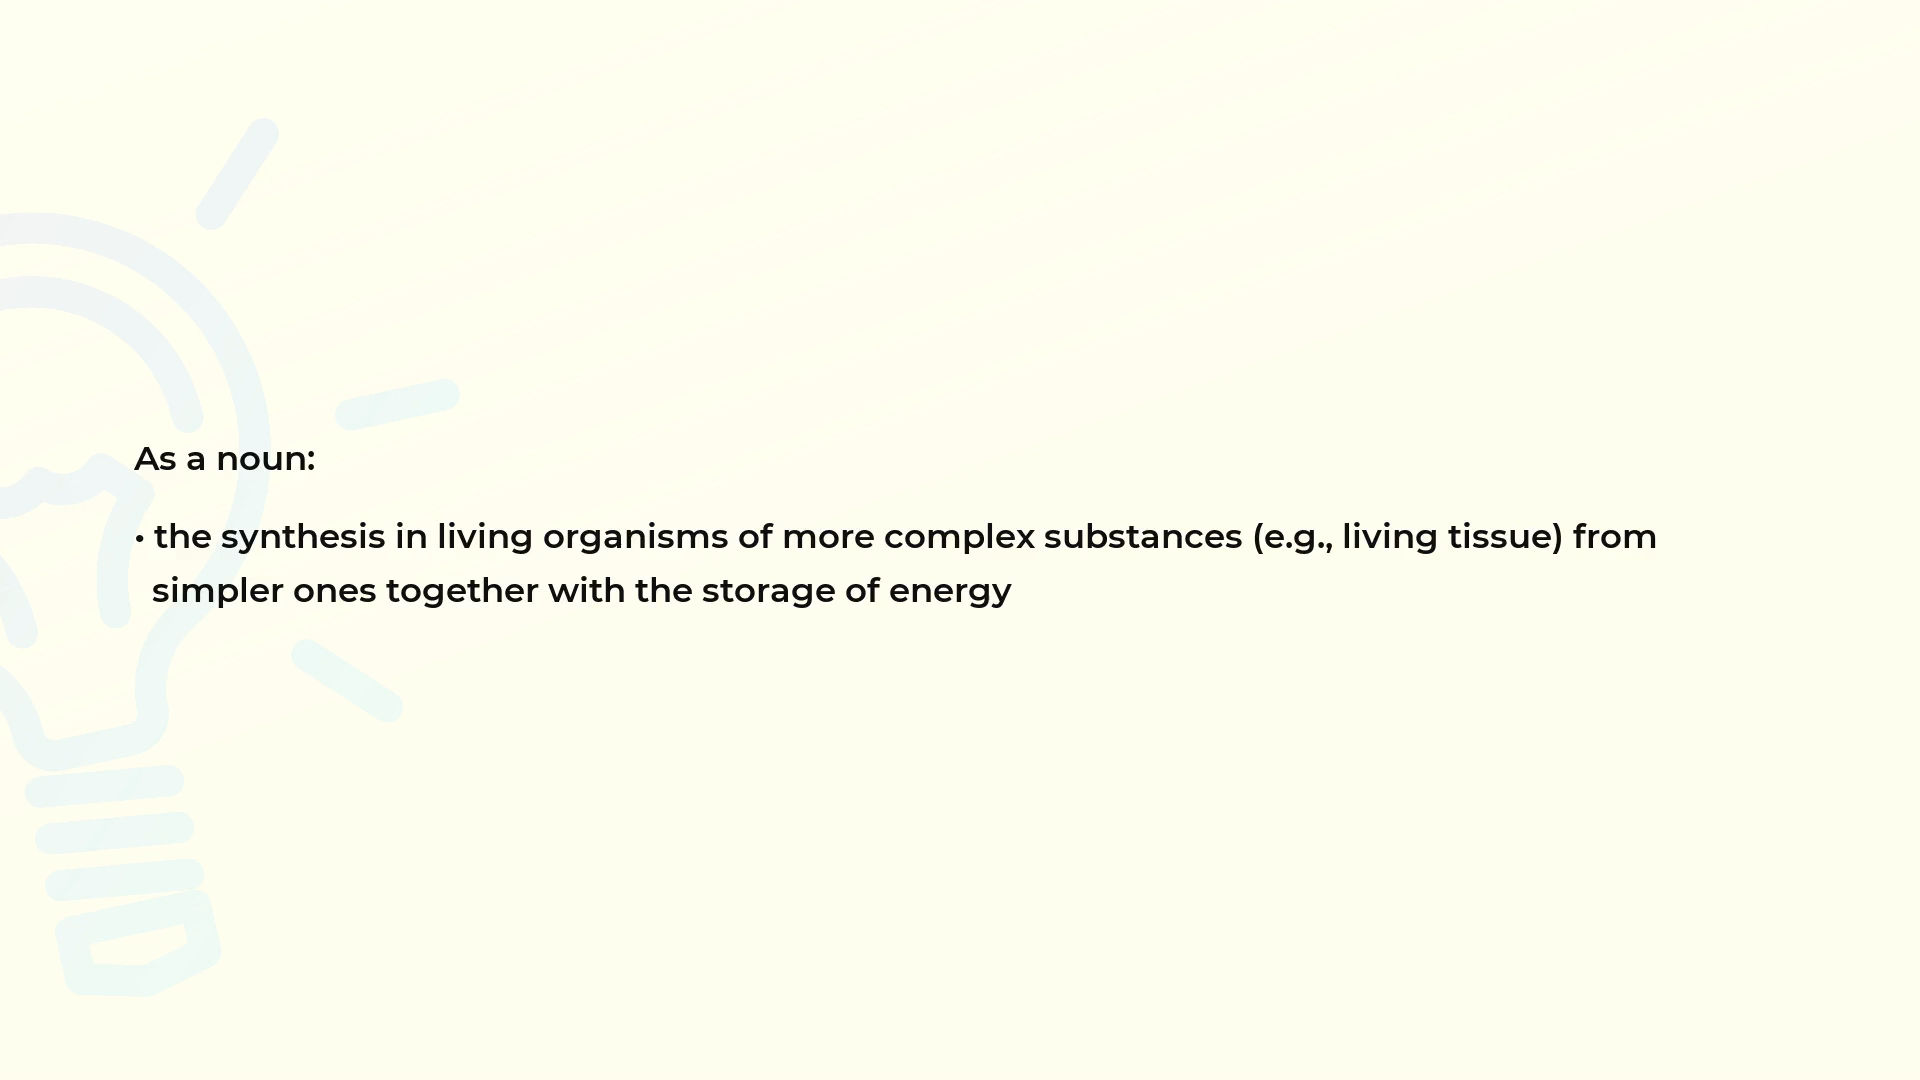 As a noun:
• the synthesis in living organisms of more complex substances (e.g., living tissue) from
simpler ones together with the storage of energy